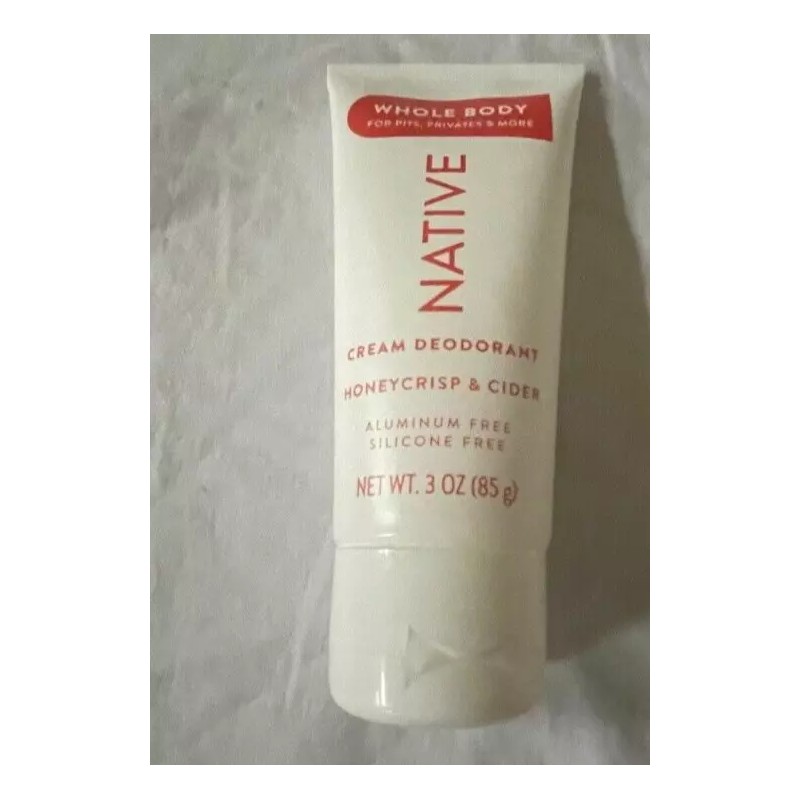 WHOLE BODY
FOR PITS, PRIVATES & MORE
NATIVE
CREAM DEODORANT
HONEYCRISP & CIDER
ALUMINUM FREE
SILICONE FREE
NET WT. 3 OZ (85 g)